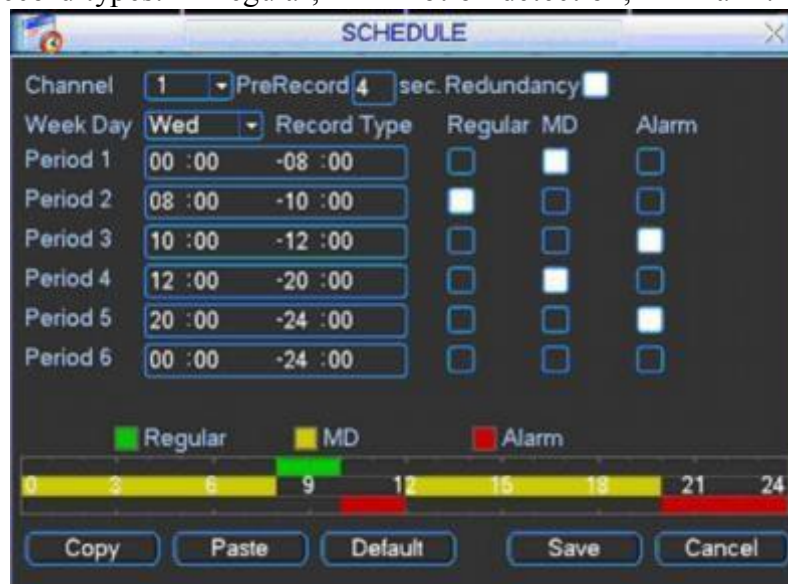 SCHEDULE
Channel 1 PreRecord 4 sec. Redundancy
Week Day Wed Record Type Regular MD Alarm
Period 1 00 :00 -08 :00
Period 2 08 :00 -10 :00
Period 3 10 :00 -12 :00
Period 4 12 :00 -20 :00
Period 5 20 :00 -24 :00
Period 6 00 :00 -24 :00
Regular MD Alarm
0 3 6 9 12 15 18 21 24
Copy Paste Default Save Cancel